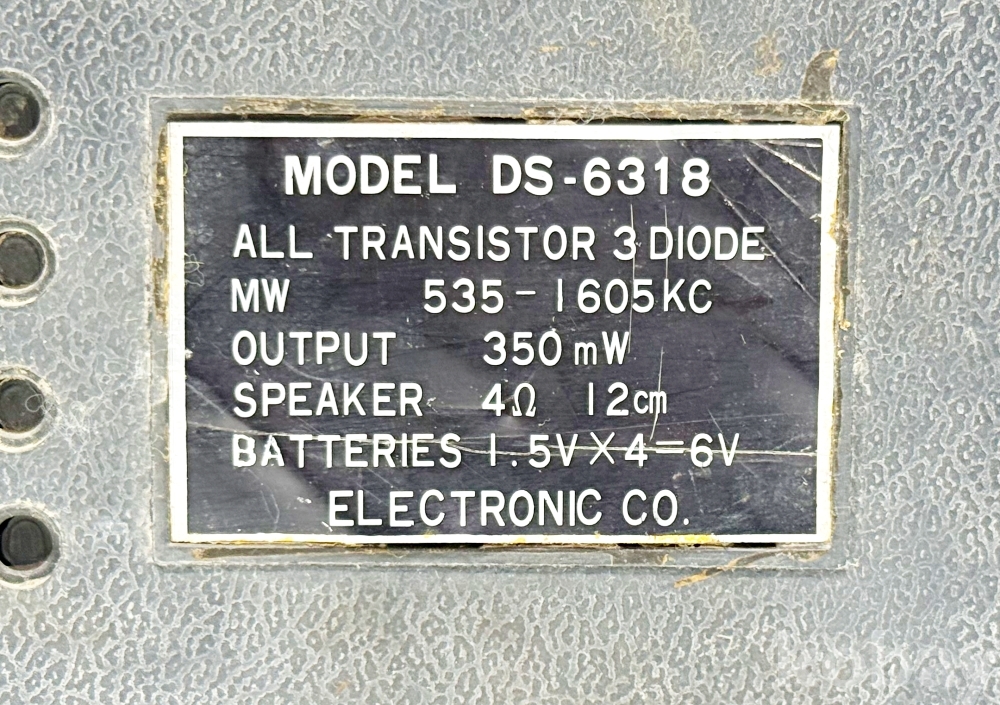 MODEL DS-6318
ALL TRANSISTOR 3 DIODE
MW 535-1605KC
OUTPUT 350mW
SPEAKER 4Ω 12cm
BATTERIES 1.5V×4=6V
ELECTRONIC CO.